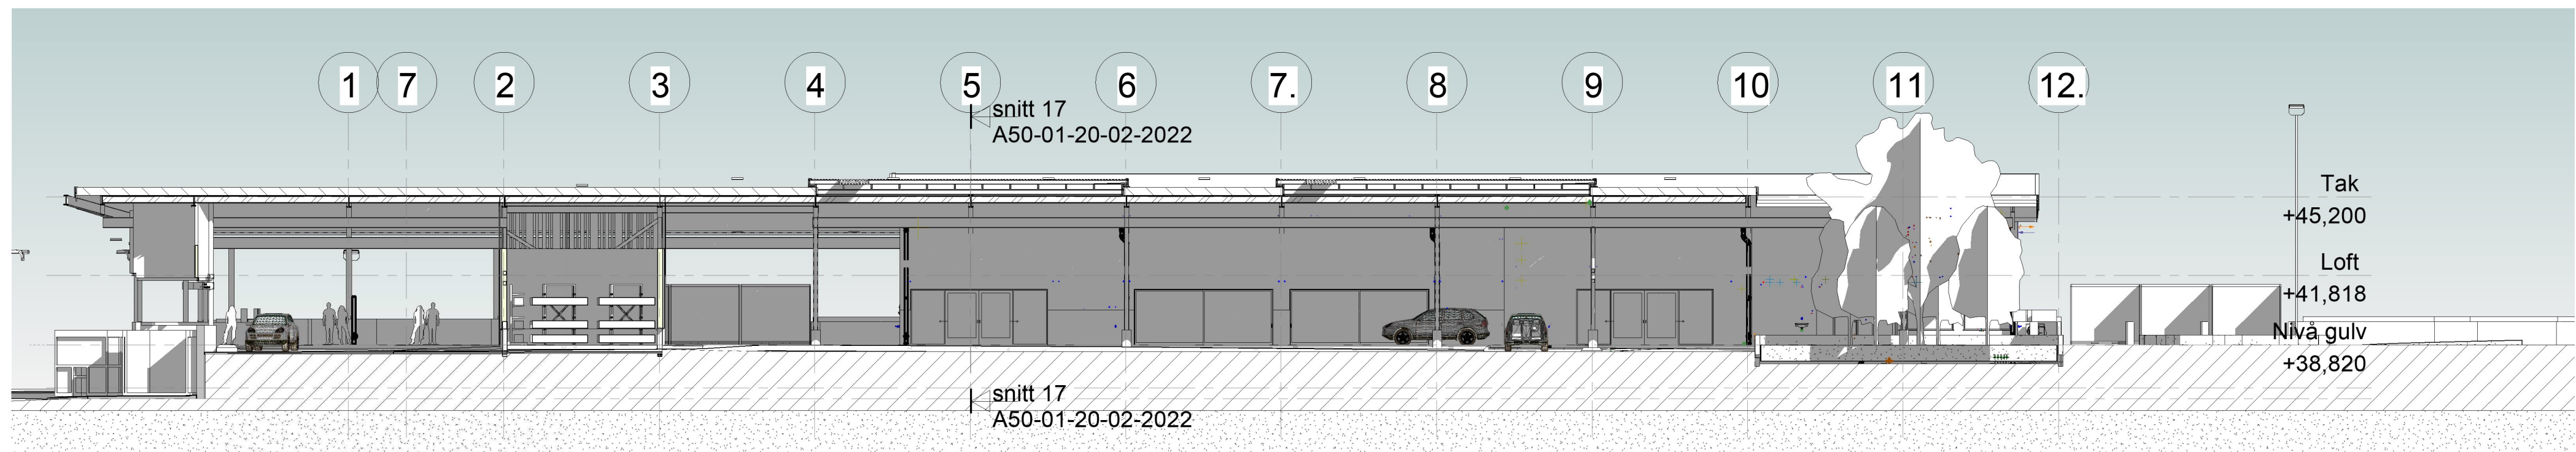 1
7
2
3
4
5
6
7.
8
9
10
11
12.
snitt 17
A50-01-20-02-2022
Tak
+45,200
Loft
+41,818
Nivå gulv
+38,820
snitt 17
A50-01-20-02-2022